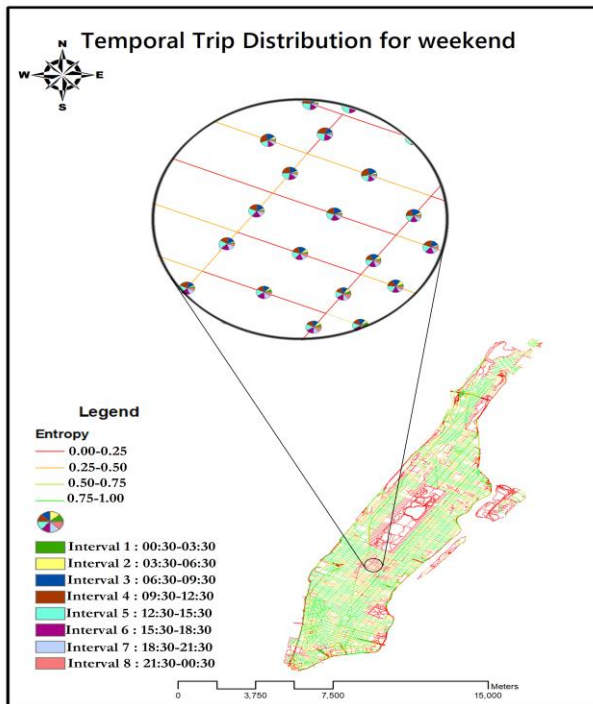 Temporal Trip Distribution for weekend
N
W E
S
Legend
Entropy
0.00-0.25
0.25-0.50
0.50-0.75
0.75-1.00
Interval 1 : 00:30-03:30
Interval 2 : 03:30-06:30
Interval 3 : 06:30-09:30
Interval 4 : 09:30-12:30
Interval 5 : 12:30-15:30
Interval 6 : 15:30-18:30
Interval 7 : 18:30-21:30
Interval 8 : 21:30-00:30
Meters
0 3,750 7,500 15,000